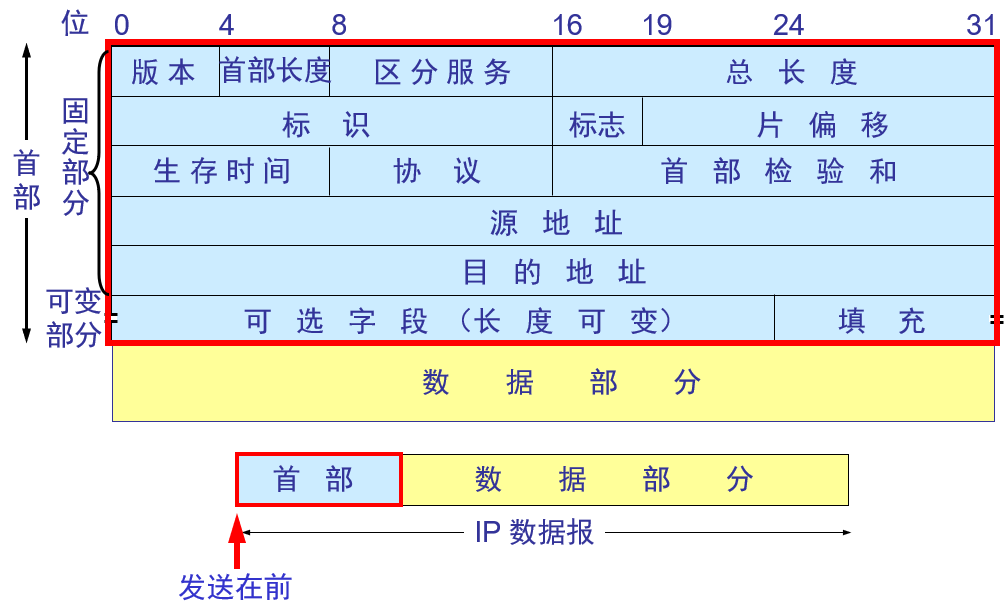 位 0 4 8 16 19 24 31
版本 首部长度 区分服务 总长度
标识 标志 片偏移
生存时间 协议 首部检验和
源地址
目的地址
可选字段（长度可变） 填充
数据部分
首部
固定部分
可变部分
首部 数据部分
IP 数据报
发送在前